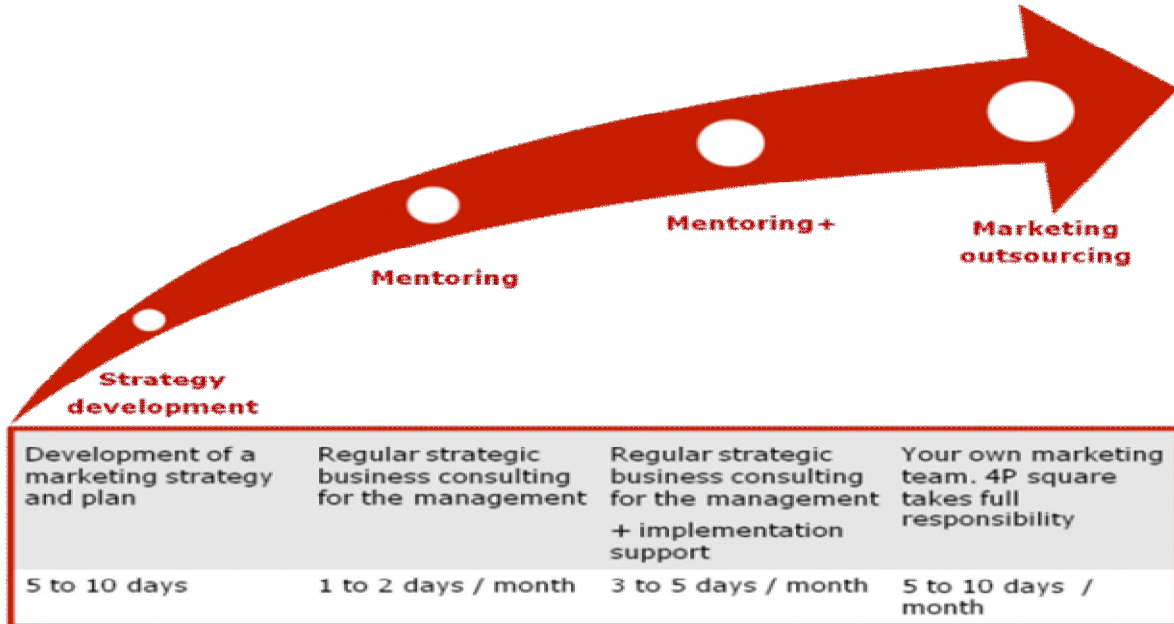 Mentoring+
Marketing
outsourcing
Mentoring
Strategy
development
Development of a
marketing strategy
and plan
Regular strategic
business consulting
for the management
Regular strategic
business consulting
for the management
+ implementation
support
Your own marketing
team. 4P square
takes full
responsibility
5 to 10 days
1 to 2 days / month
3 to 5 days / month
5 to 10 days /
month